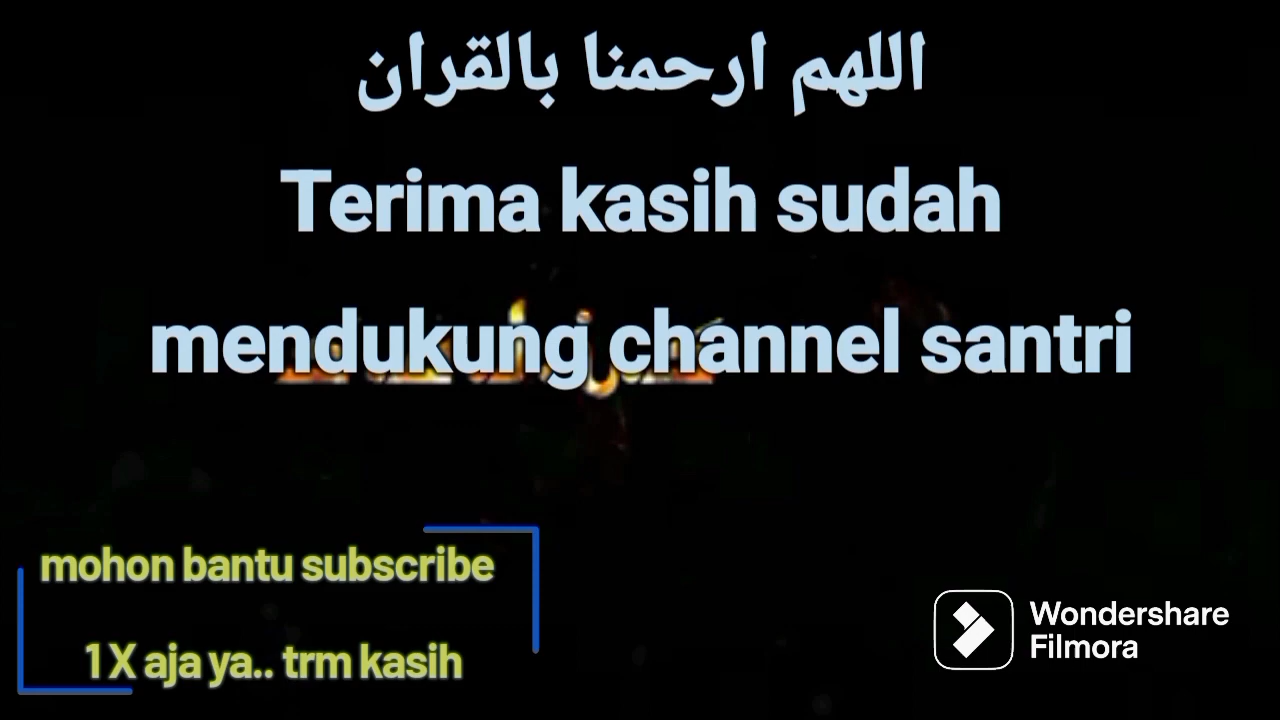 اللهم ارحمنا بالقران
Terima kasih sudah
mendukung channel santri
mohon bantu subscribe
1X aja ya.. trm kasih
Wondershare
Filmora